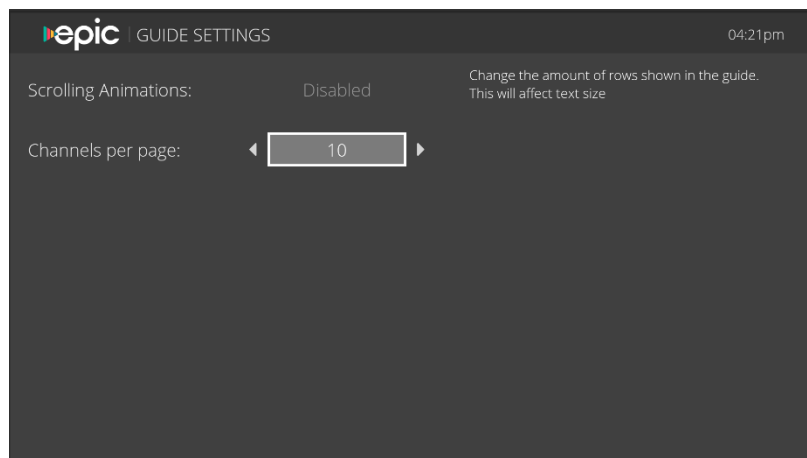 epic | GUIDE SETTINGS
04:21pm
Scrolling Animations:
Disabled
Change the amount of rows shown in the guide.
This will affect text size
Channels per page:
10